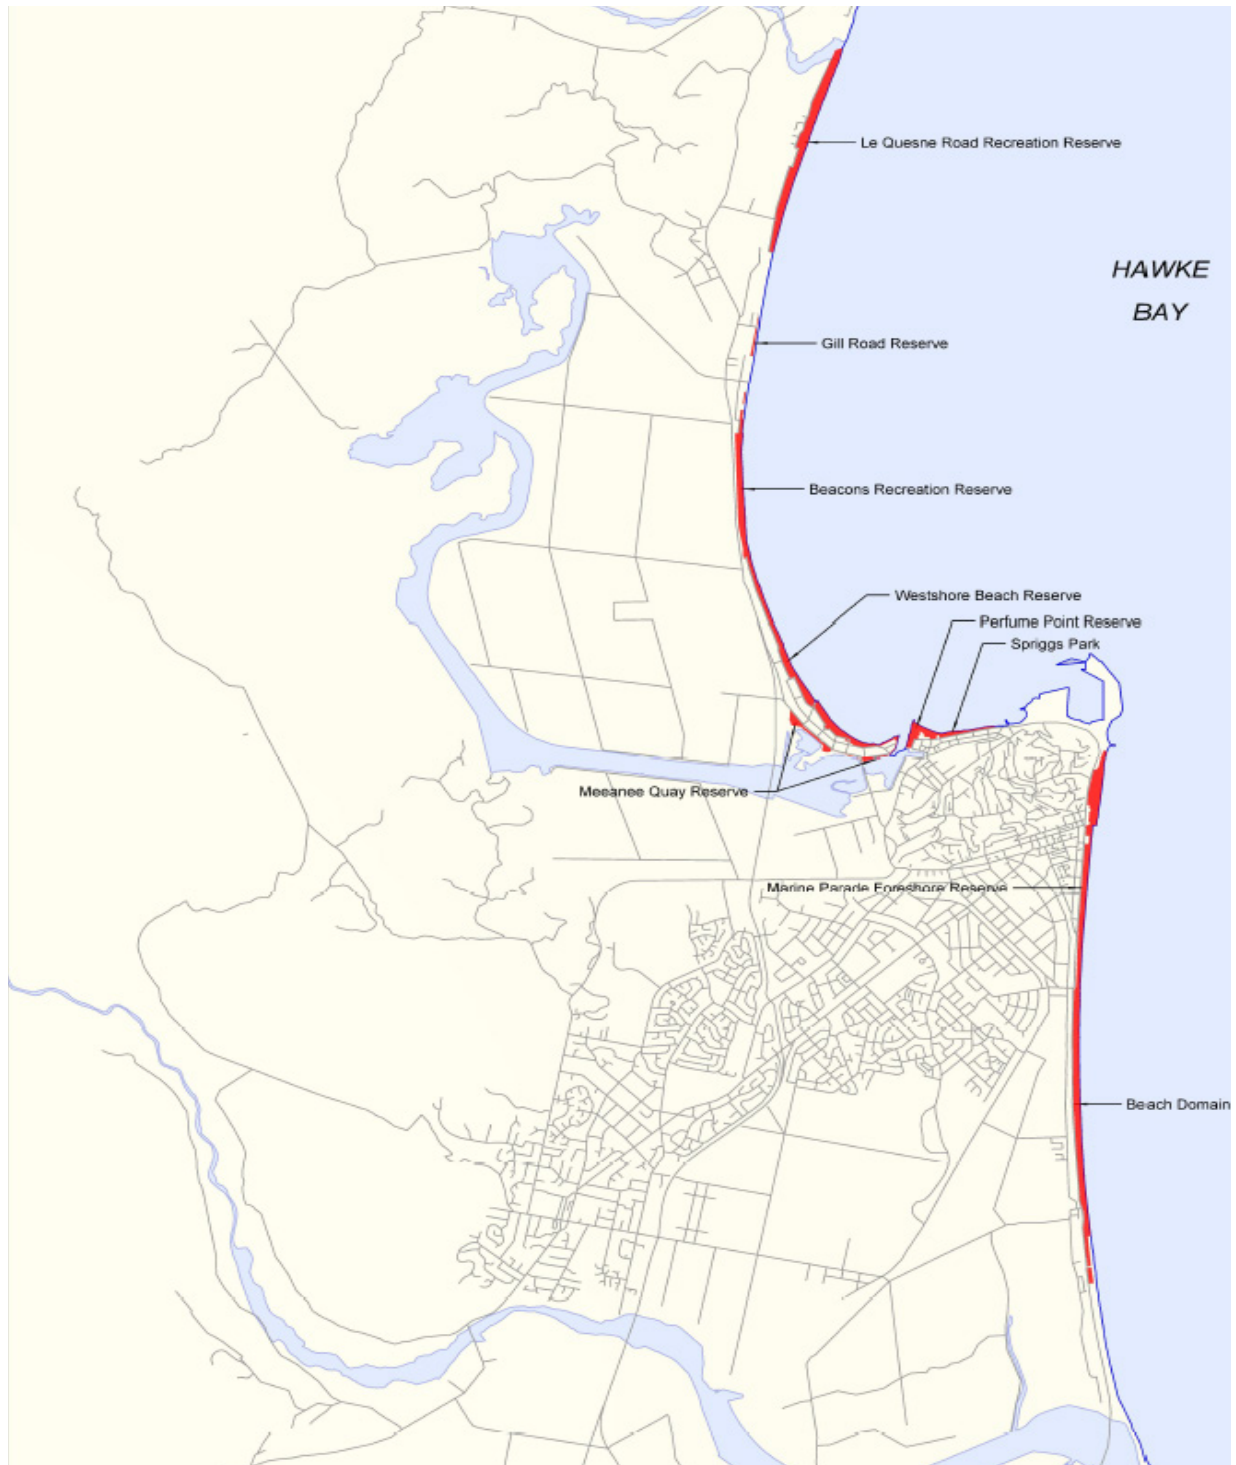 Le Quesne Road Recreation Reserve
HAWKE
BAY
Gill Road Reserve
Beacons Recreation Reserve
Westshore Beach Reserve
Perfume Point Reserve
Spriggs Park
Meeanee Quay Reserve
Marine Parade Foreshore Reserve
Beach Domain